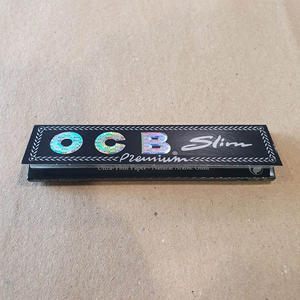 OCB Slim
Premium®
Ultra-Thin Paper - Natural Arabic Gum